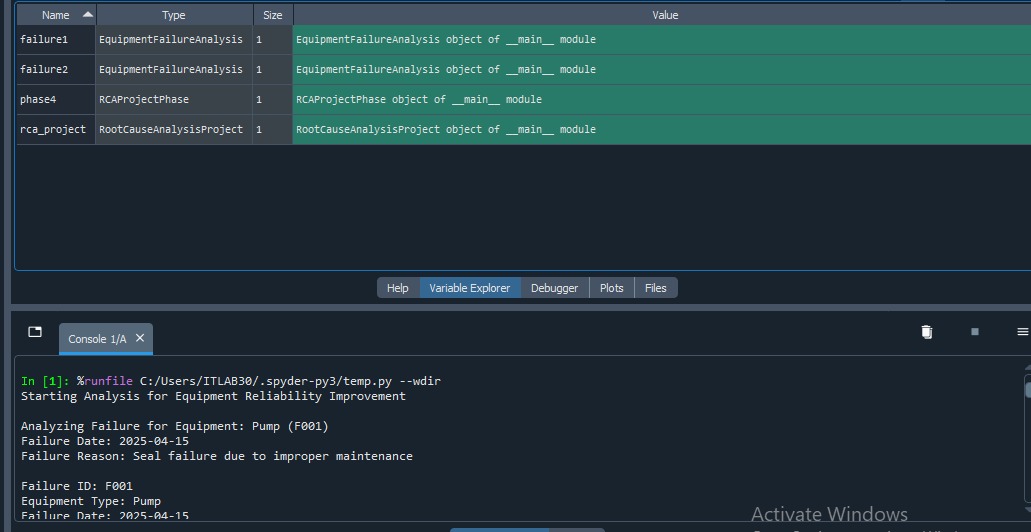 Name Type Size Value
failure1 EquipmentFailureAnalysis 1 EquipmentFailureAnalysis object of __main__ module
failure2 EquipmentFailureAnalysis 1 EquipmentFailureAnalysis object of __main__ module
phase4 RCAProjectPhase 1 RCAProjectPhase object of __main__ module
rca_project RootCauseAnalysisProject 1 RootCauseAnalysisProject object of __main__ module
Help Variable Explorer Debugger Plots Files
Console 1/A
In [1]: %runfile C:/Users/ITLAB30/.spyder-py3/temp.py --wdir
Starting Analysis for Equipment Reliability Improvement
Analyzing Failure for Equipment: Pump (F001)
Failure Date: 2025-04-15
Failure Reason: Seal failure due to improper maintenance
Failure ID: F001
Equipment Type: Pump
Failure Date: 2025-04-15
Activate Windows